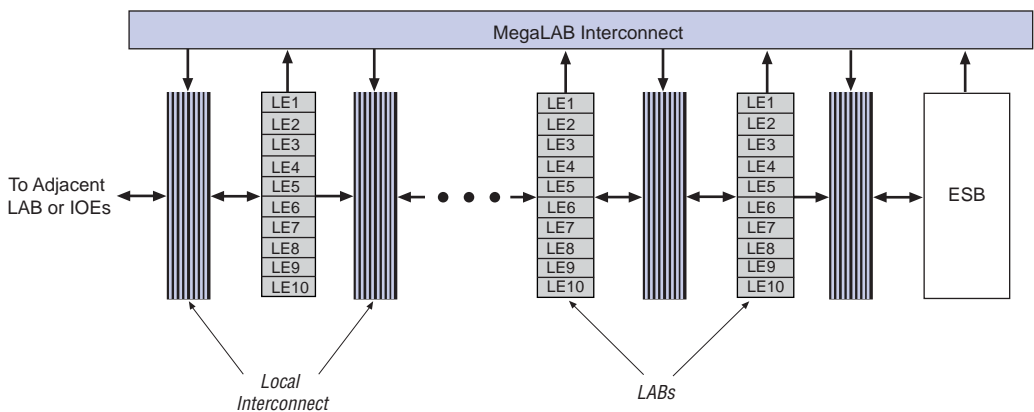 MegaLAB Interconnect
LE1
LE2
LE3
LE4
LE5
LE6
LE7
LE8
LE9
LE10
LE1
LE2
LE3
LE4
LE5
LE6
LE7
LE8
LE9
LE10
LE1
LE2
LE3
LE4
LE5
LE6
LE7
LE8
LE9
LE10
To Adjacent
LAB or IOEs
ESB
Local
Interconnect
LABs